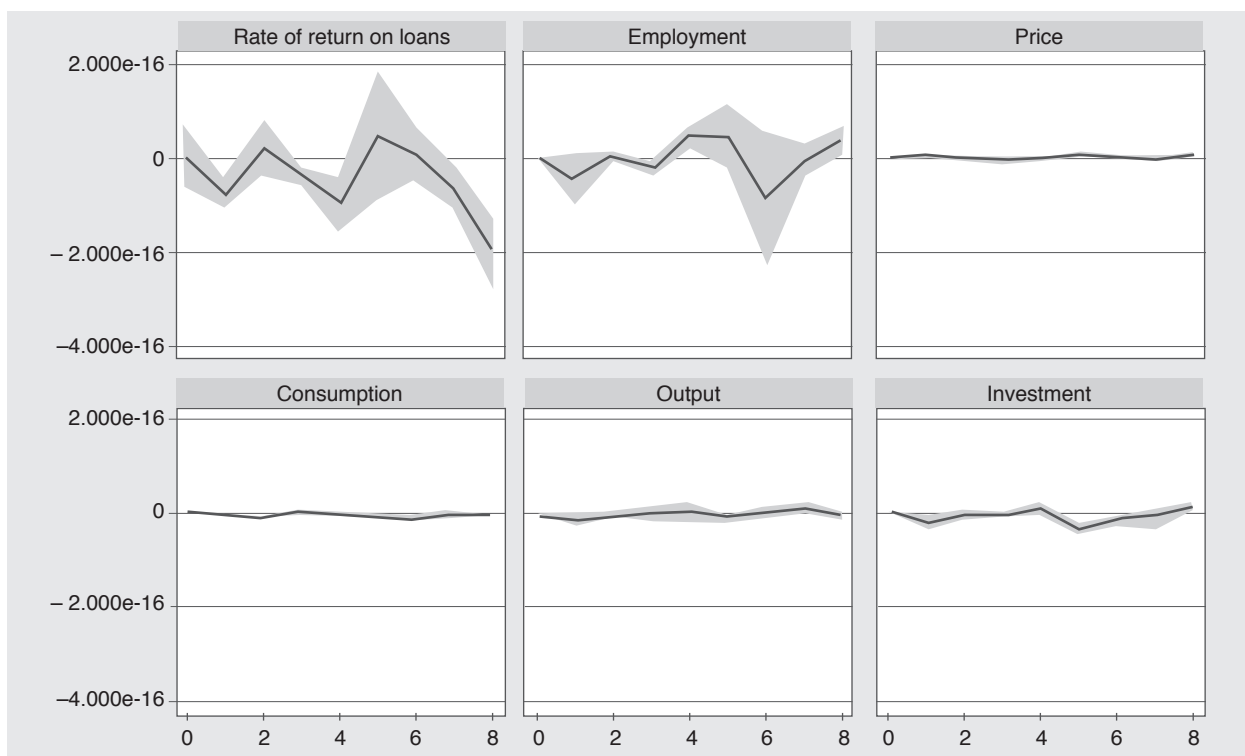 Rate of return on loans Employment Price
2.000e-16
0
– 2.000e-16
–4.000e-16
Consumption Output Investment
2.000e-16
0
– 2.000e-16
–4.000e-16
0 2 4 6 8 0 2 4 6 8 0 2 4 6 8